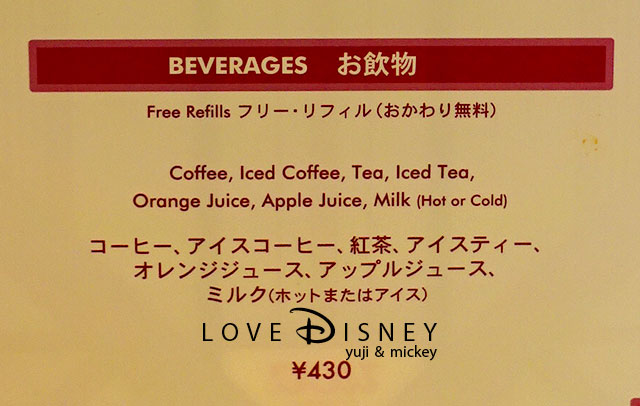 BEVERAGES お飲物
Free Refills フリー・リフィル（おかわり無料）
Coffee, Iced Coffee, Tea, Iced Tea,
Orange Juice, Apple Juice, Milk (Hot or Cold)
コーヒー、アイスコーヒー、紅茶、アイスティー、
オレンジジュース、アップルジュース、
ミルク（ホットまたはアイス）
LOVE DISNEY
yuji & mickey
¥430